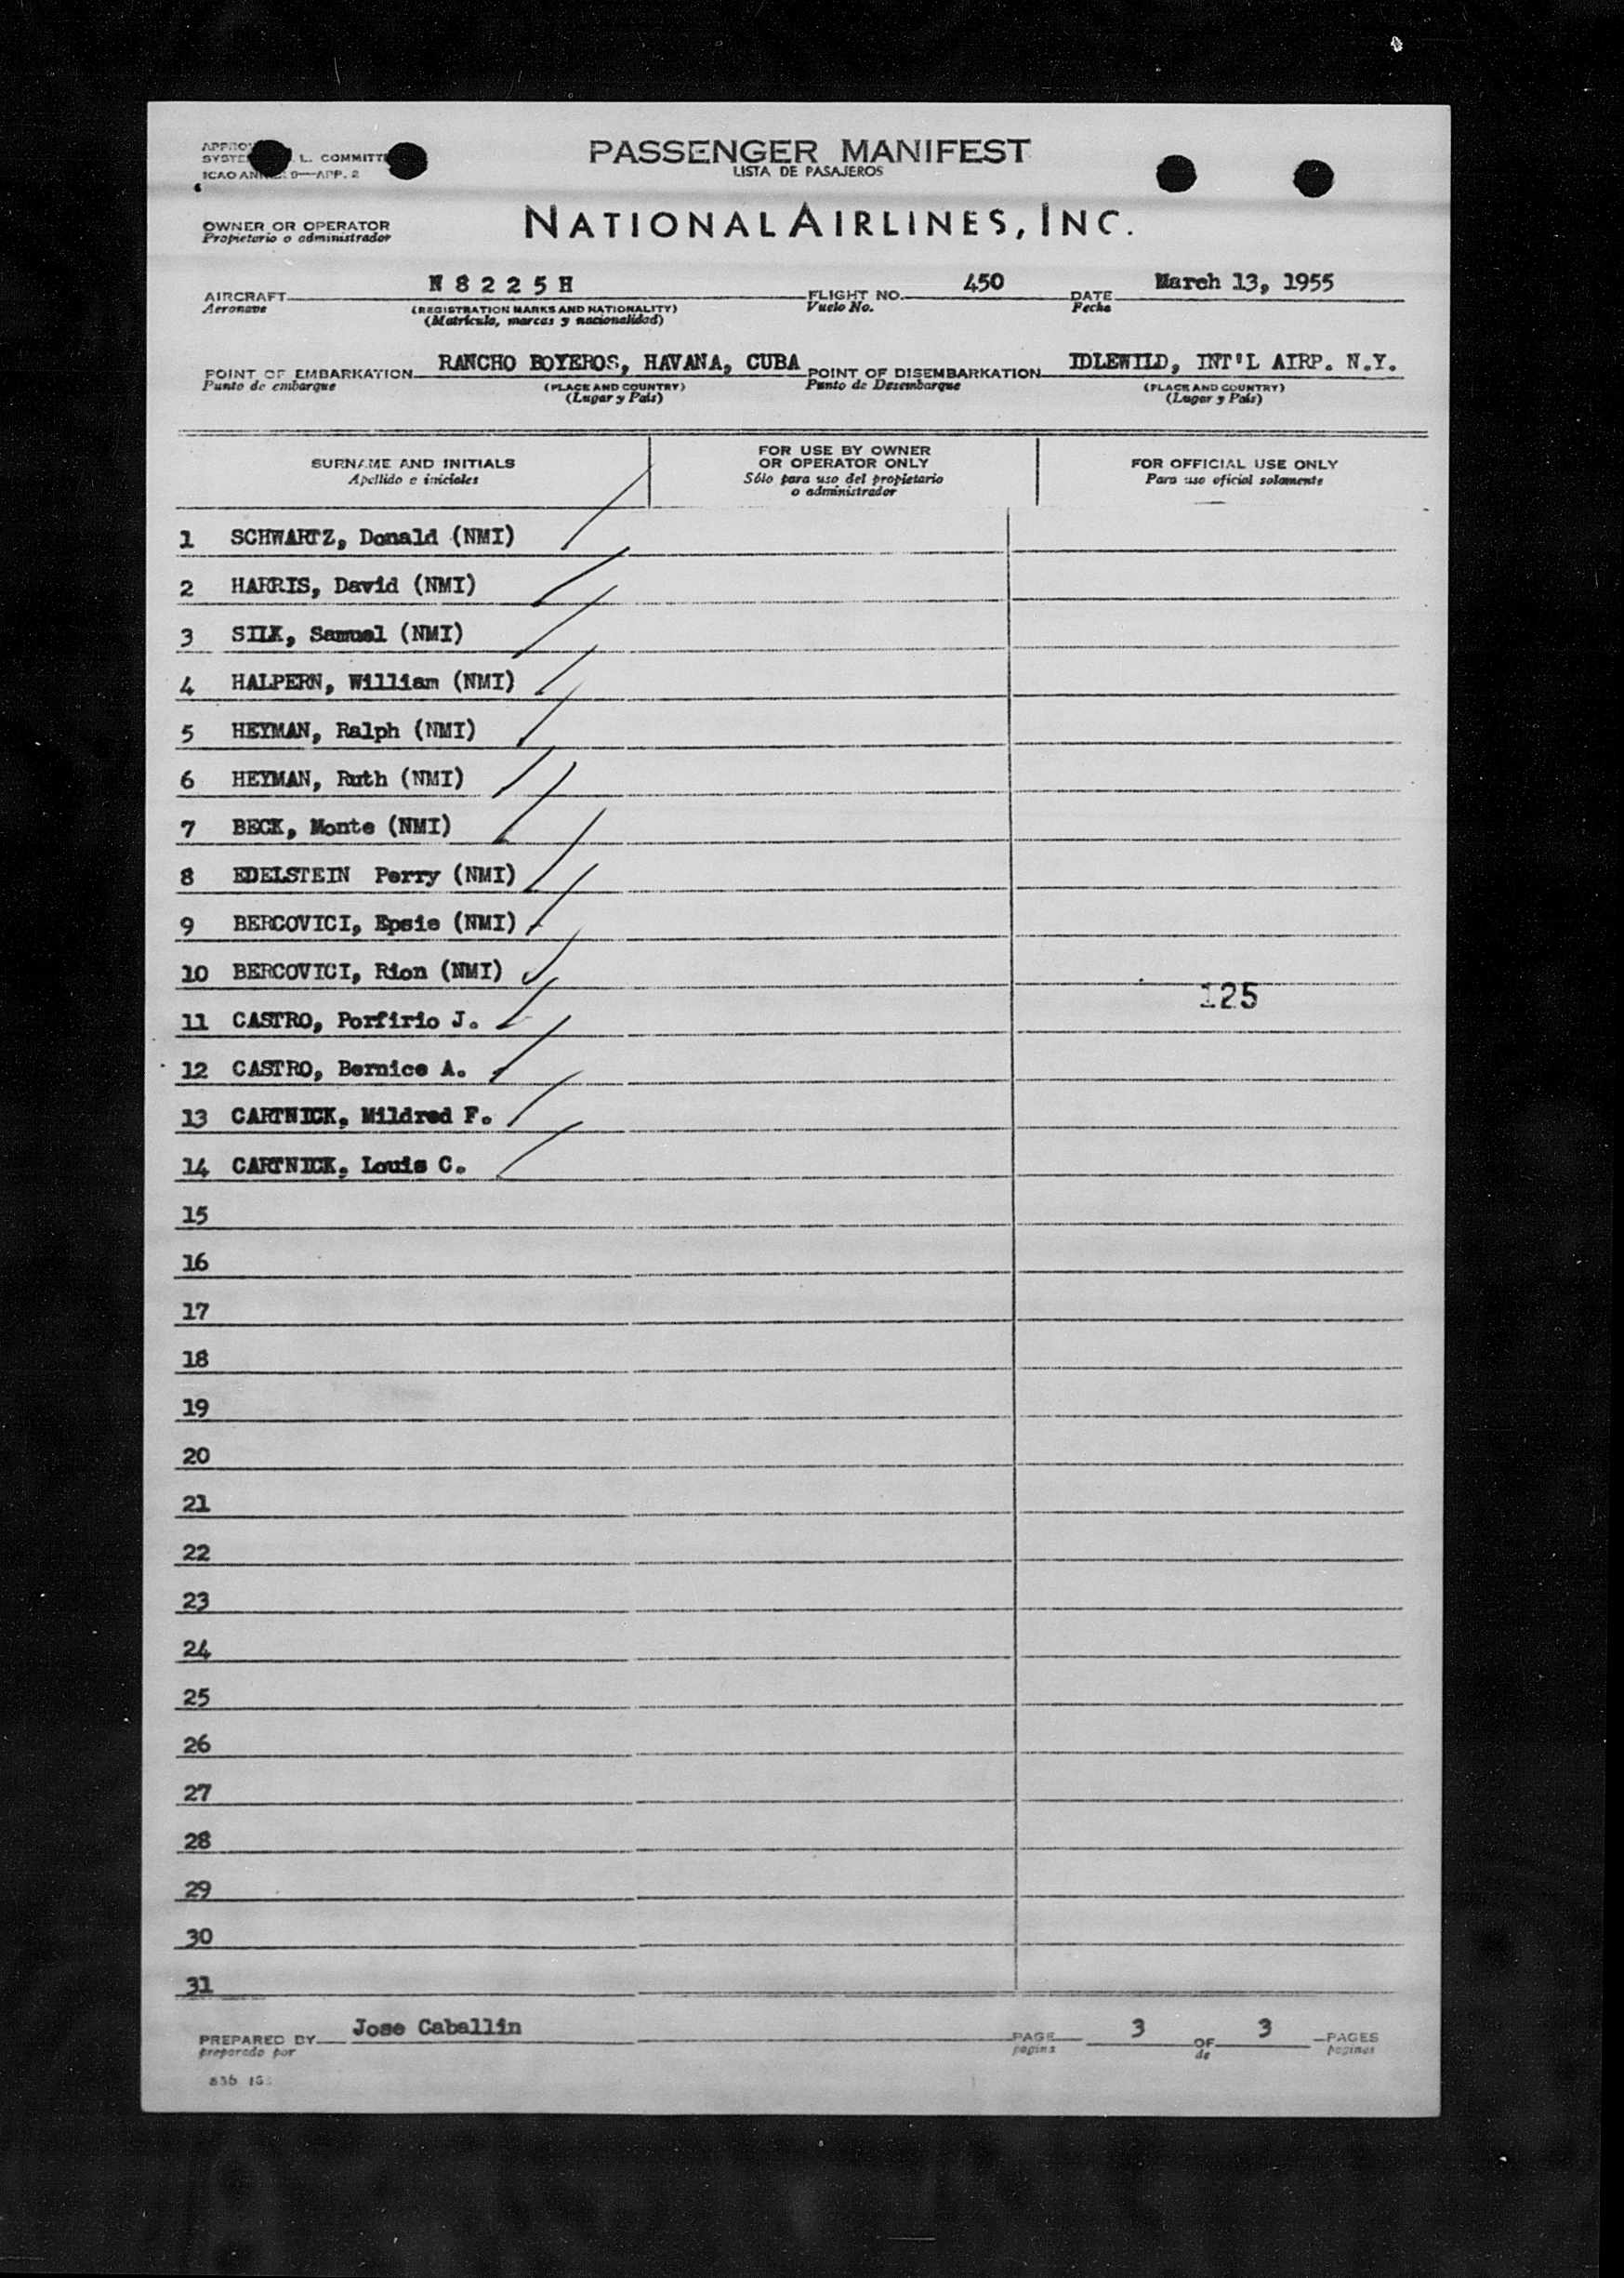 PASSENGER MANIFEST
LISTA DE PASAJEROS
L. COMMITT
ICAO 9—APP. 2
OWNER OR OPERATOR
Propietario o administrador
NATIONAL AIRLINES, INC.
AIRCRAFT N 8 2 2 5 H FLIGHT NO. 450 DATE March 13, 1955
Aeronave (REGISTRATION MARKS AND NATIONALITY) Vuelo No. Fecha
(Matrícula, marcas y nacionalidad)
POINT OF EMBARKATION RANCHO BOYEROS, HAVANA, CUBA POINT OF DISEMBARKATION IDLEWILD, INT'L AIRP. N.Y.
Punto de embarque (PLACE AND COUNTRY) Punto de Desembarque (PLACE AND COUNTRY)
(Lugar y País) (Lugar y País)
SURNAME AND INITIALS
Apellido e iniciales
FOR USE BY OWNER
OR OPERATOR ONLY
Sólo para uso del propietario
o administrador
FOR OFFICIAL USE ONLY
Para uso oficial solamente
1 SCHWARTZ, Donald (NMI)
2 HARRIS, David (NMI)
3 SILK, Samuel (NMI)
4 HALPERN, William (NMI)
5 HEYMAN, Ralph (NMI)
6 HEYMAN, Ruth (NMI)
7 BECK, Monte (NMI)
8 EDELSTEIN Perry (NMI)
9 BERCOVICI, Epsie (NMI)
10 BERCOVICI, Rion (NMI)
125
11 CASTRO, Porfirio J.
12 CASTRO, Bernice A.
13 CARTNICK, Mildred F.
14 CARTNICK, Louis C.
15
16
17
18
19
20
21
22
23
24
25
26
27
28
29
30
31
PREPARED BY Jose Caballin PAGE 3 OF 3 PAGES
preparado por pagina de paginas